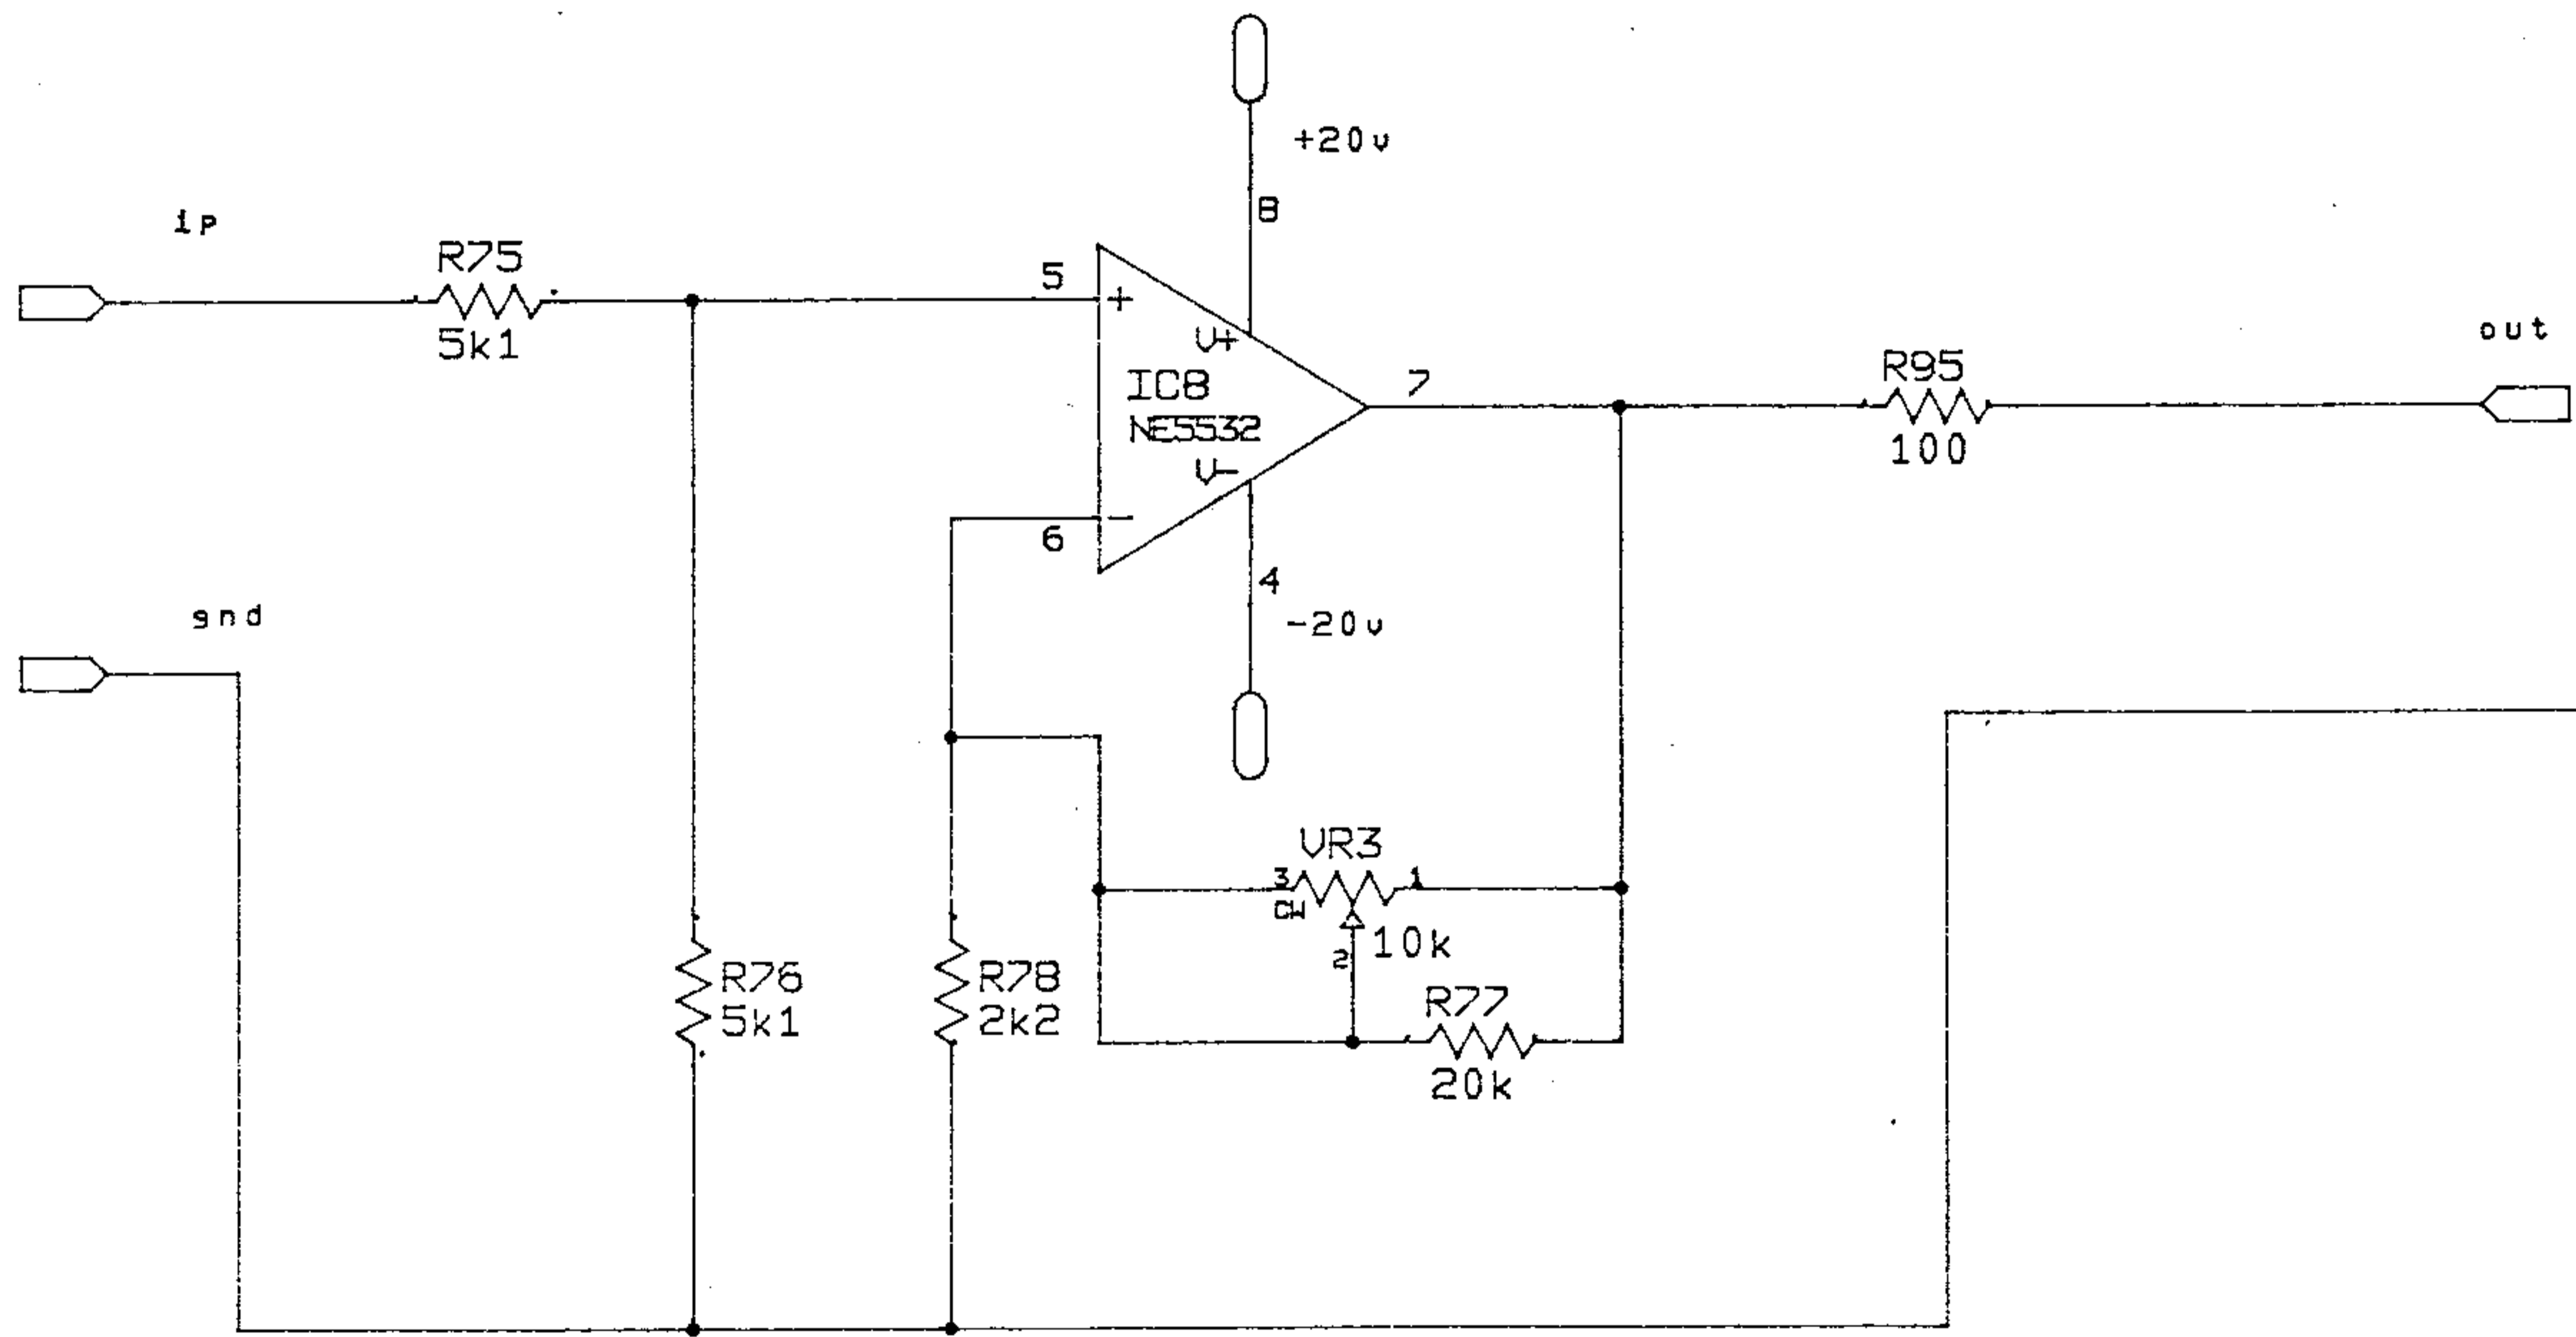 +20v
8
ip
R75
5k1
5
+
V+
IC8
NE5532
V-
7
R95
100
out
6
-
4
-20v
gnd
VR3
3
1
CW
10k
2
R76
5k1
R78
2k2
R77
20k